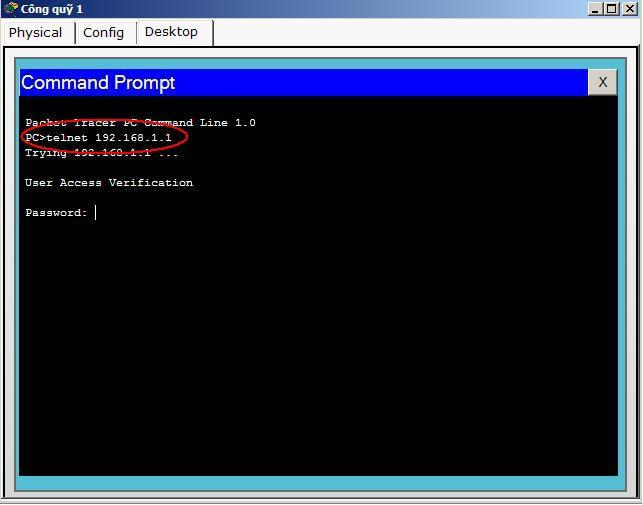 Công quỹ 1
Physical Config Desktop
Command Prompt X
Packet Tracer PC Command Line 1.0
PC>telnet 192.168.1.1
Trying 192.168.1.1 ...
User Access Verification
Password: